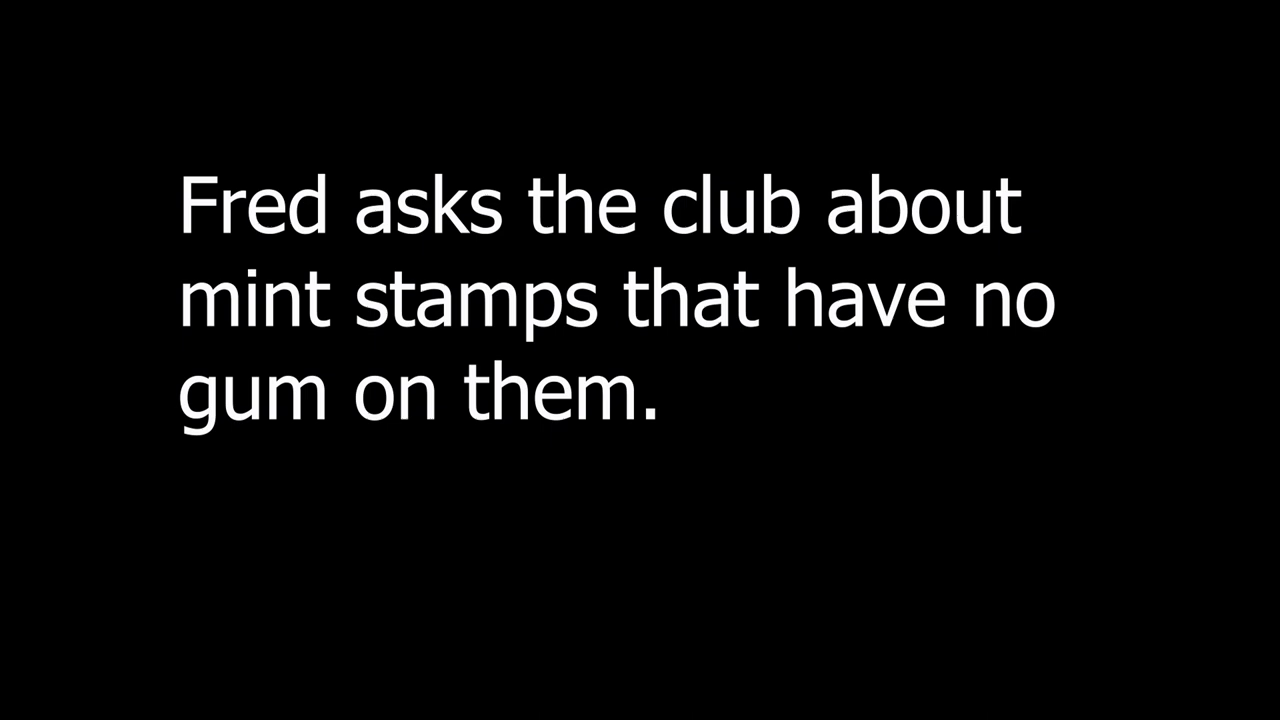 Fred asks the club about
mint stamps that have no
gum on them.